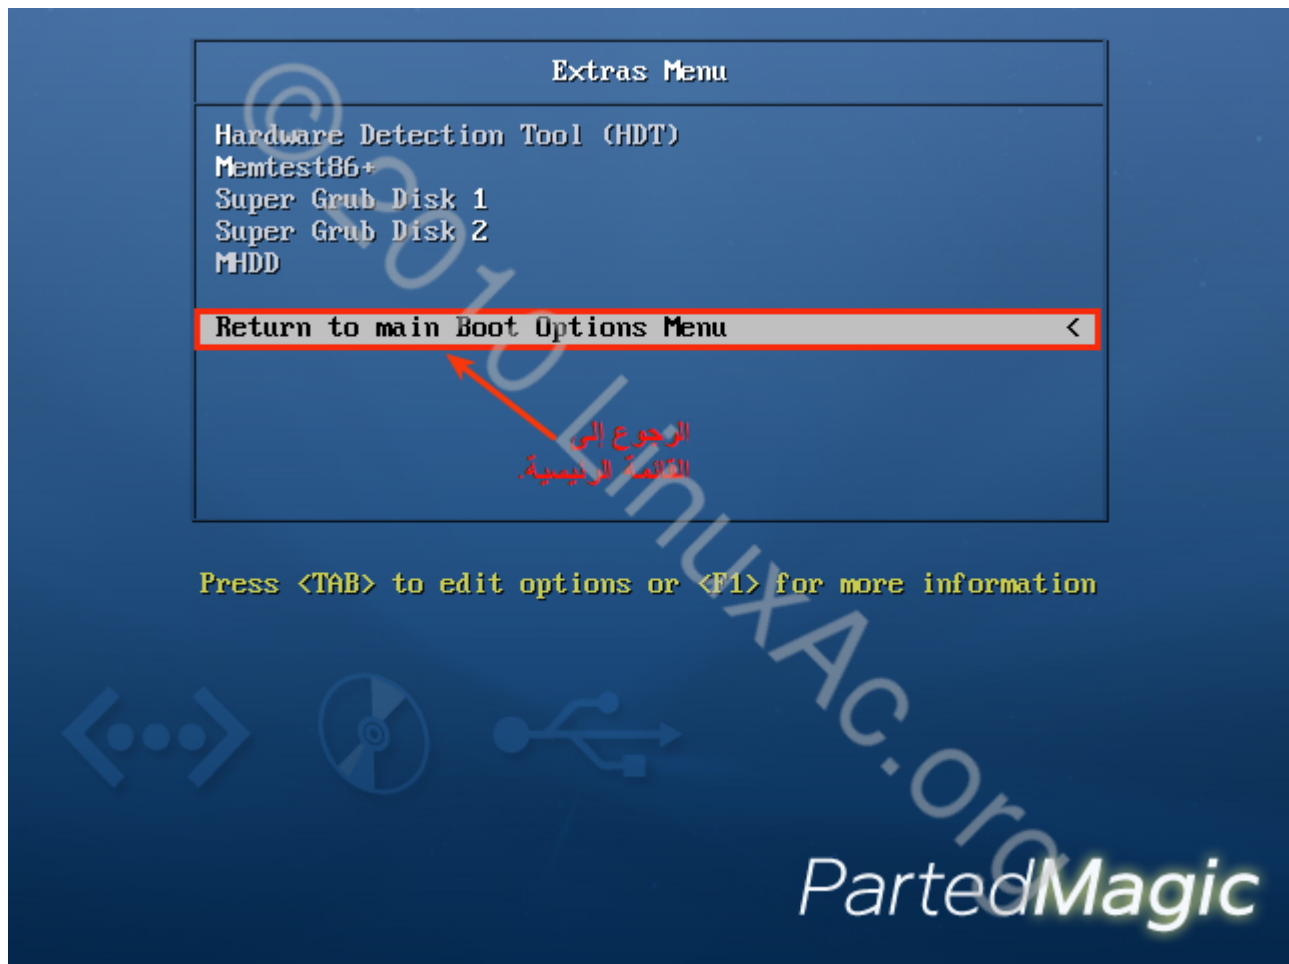 Extras Menu
Hardware Detection Tool (HDT)
Memtest86+
Super Grub Disk 1
Super Grub Disk 2
MHDD
Return to main Boot Options Menu <
الرجوع إلى
القائمة الرئيسية.
Press <TAB> to edit options or <F1> for more information
© 2010 LinuxAc.org
PartedMagic